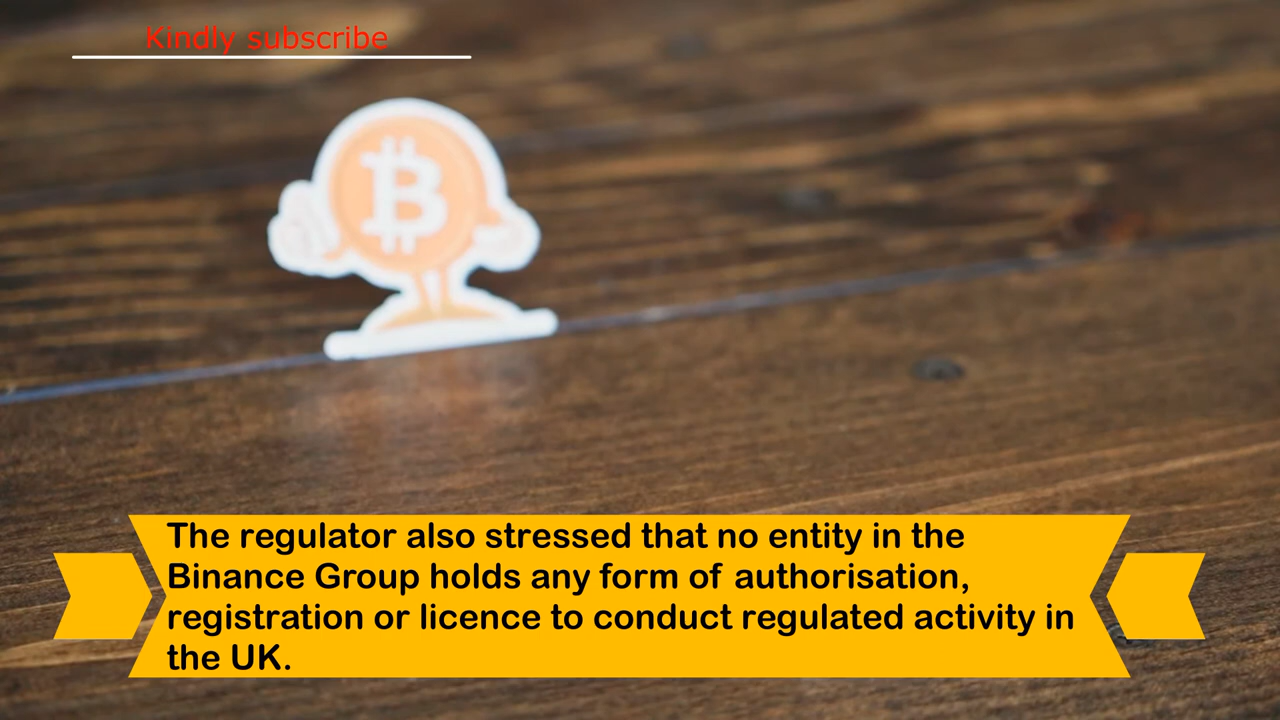 Kindly subscribe
The regulator also stressed that no entity in the
Binance Group holds any form of authorisation,
registration or licence to conduct regulated activity in
the UK.